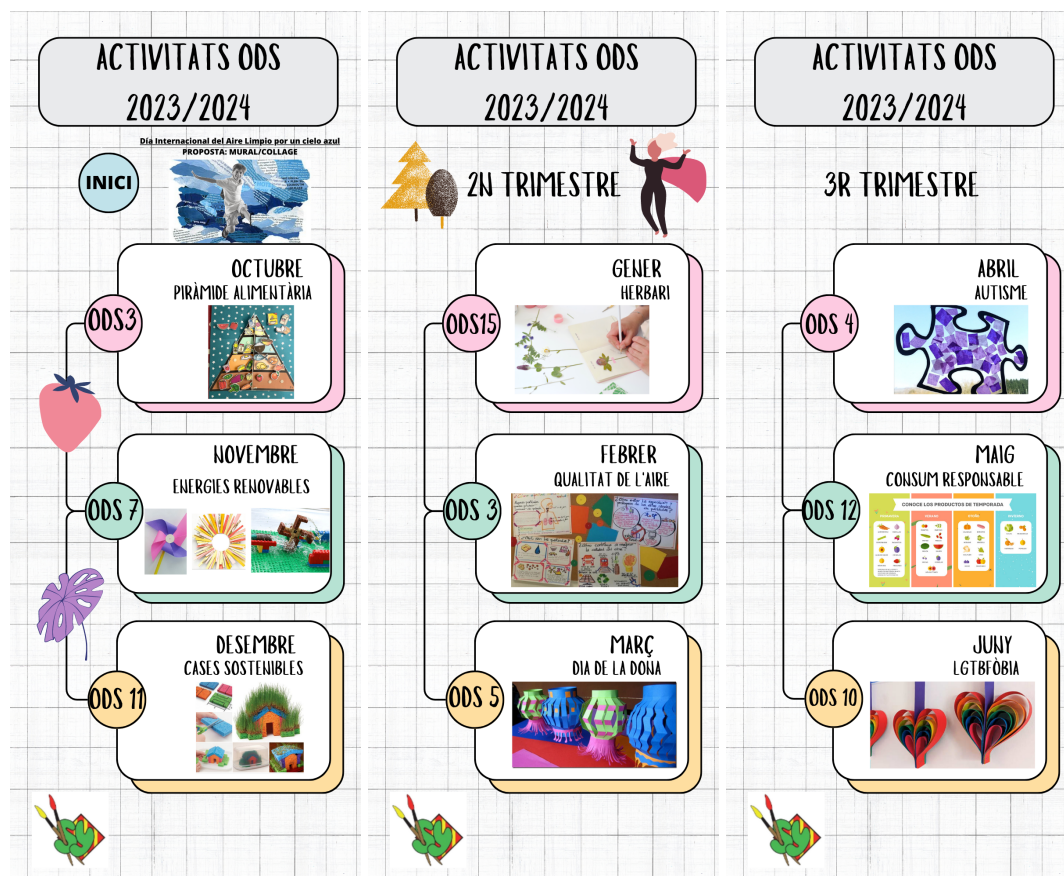 ACTIVITATS ODS
2023/2024
Día Internacional del Aire Limpio por un cielo azul
PROPOSTA: MURAL/COLLAGE
INICI
OCTUBRE
PIRÀMIDE ALIMENTÀRIA
ODS3
NOVEMBRE
ENERGIES RENOVABLES
ODS 7
DESEMBRE
CASES SOSTENIBLES
ODS 11
ACTIVITATS ODS
2023/2024
2N TRIMESTRE
GENER
HERBARI
ODS15
FEBRER
QUALITAT DE L'AIRE
ODS 3
MARÇ
DIA DE LA DONA
ODS 5
ACTIVITATS ODS
2023/2024
3R TRIMESTRE
ABRIL
AUTISME
ODS 4
MAIG
CONSUM RESPONSABLE
ODS 12
CONOCE LOS PRODUCTOS DE TEMPORADA
JUNY
LGTBFÒBIA
ODS 10